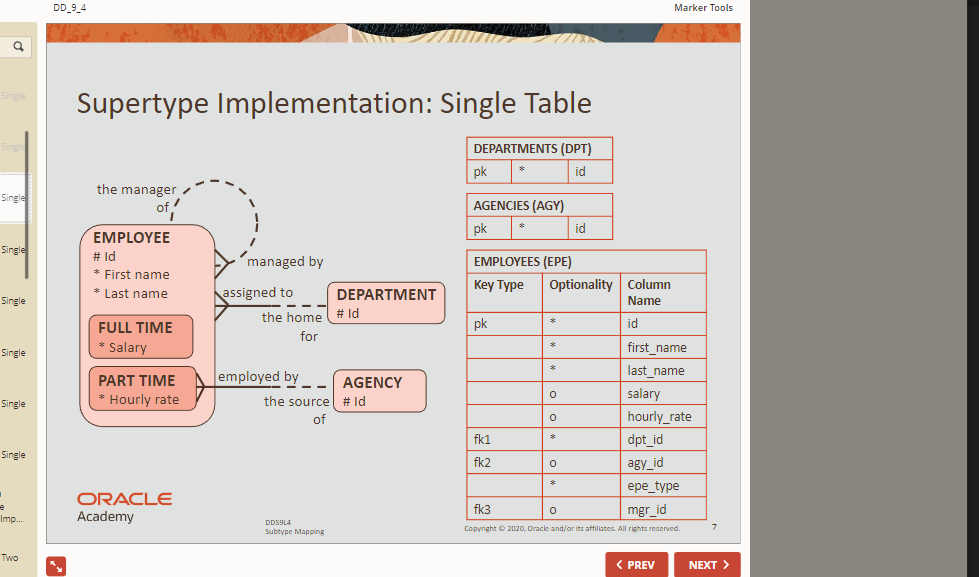 DD_9_4
Marker Tools
Single
Single
Single
Single
Single
Single
Single
Single
e
Imp...
Two
Supertype Implementation: Single Table
the manager
of
EMPLOYEE
# Id
* First name
* Last name
FULL TIME
* Salary
PART TIME
* Hourly rate
managed by
assigned to
the home
for
DEPARTMENT
# Id
employed by
the source
of
AGENCY
# Id
DEPARTMENTS (DPT)
pk * id
AGENCIES (AGY)
pk * id
EMPLOYEES (EPE)
Key Type Optionality Column
Name
pk * id
* first_name
* last_name
o salary
o hourly_rate
fk1 * dpt_id
fk2 o agy_id
* epe_type
fk3 o mgr_id
ORACLE
Academy
DDS9L4
Subtype Mapping
Copyright © 2020, Oracle and/or its affiliates. All rights reserved.
7
PREV
NEXT